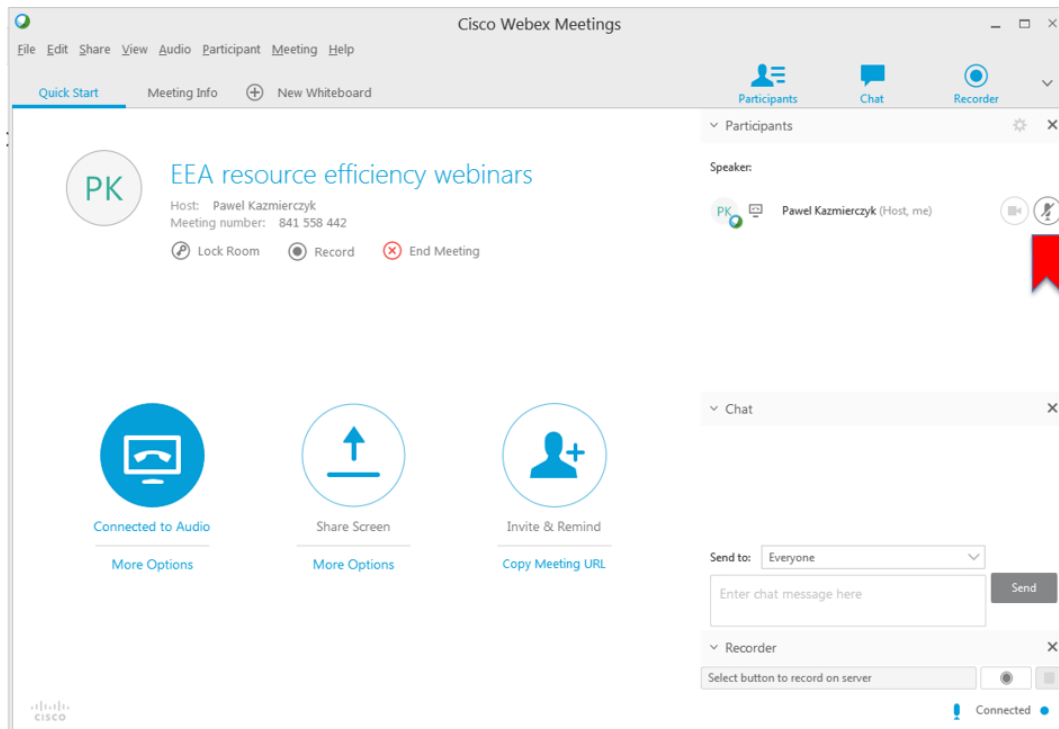 Cisco Webex Meetings
File Edit Share View Audio Participant Meeting Help
Quick Start Meeting Info New Whiteboard
Participants Chat Recorder
Participants
PK
EEA resource efficiency webinars
Host: Pawel Kazmierczyk
Meeting number: 841 558 442
Lock Room Record End Meeting
Speaker:
PK Pawel Kazmierczyk (Host, me)
Connected to Audio Share Screen Invite & Remind
More Options More Options Copy Meeting URL
Chat
Send to: Everyone
Enter chat message here
Send
Recorder
Select button to record on server
CISCO
Connected